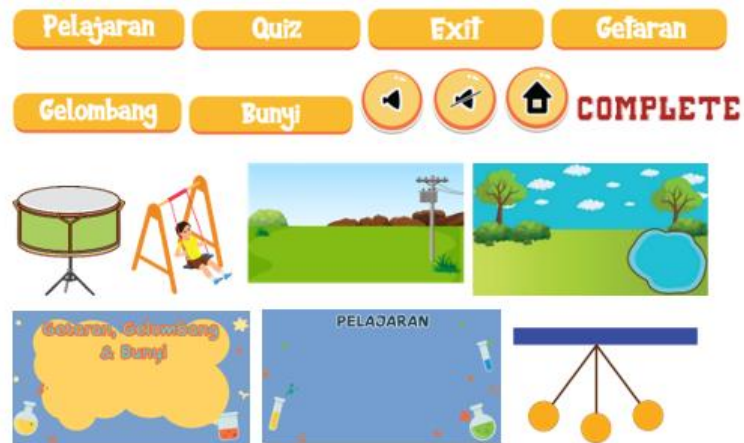 Pelajaran
Quiz
Exit
Getaran
Gelombang
Bunyi
COMPLETE
Getaran, Gelombang
& Bunyi
PELAJARAN